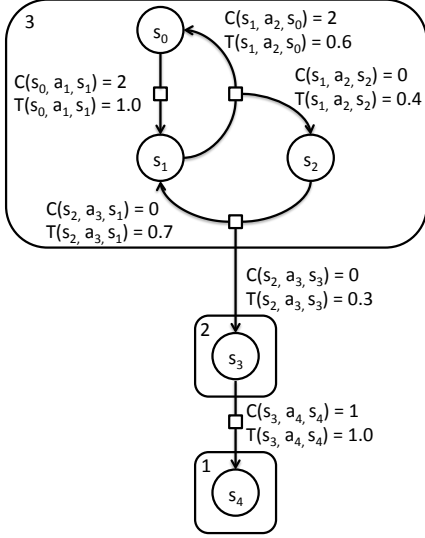 3
s₀
C(s₁, a₂, s₀) = 2
T(s₁, a₂, s₀) = 0.6
C(s₀, a₁, s₁) = 2
T(s₀, a₁, s₁) = 1.0
C(s₁, a₂, s₂) = 0
T(s₁, a₂, s₂) = 0.4
s₁
s₂
C(s₂, a₃, s₁) = 0
T(s₂, a₃, s₁) = 0.7
C(s₂, a₃, s₃) = 0
T(s₂, a₃, s₃) = 0.3
2
s₃
C(s₃, a₄, s₄) = 1
T(s₃, a₄, s₄) = 1.0
1
s₄